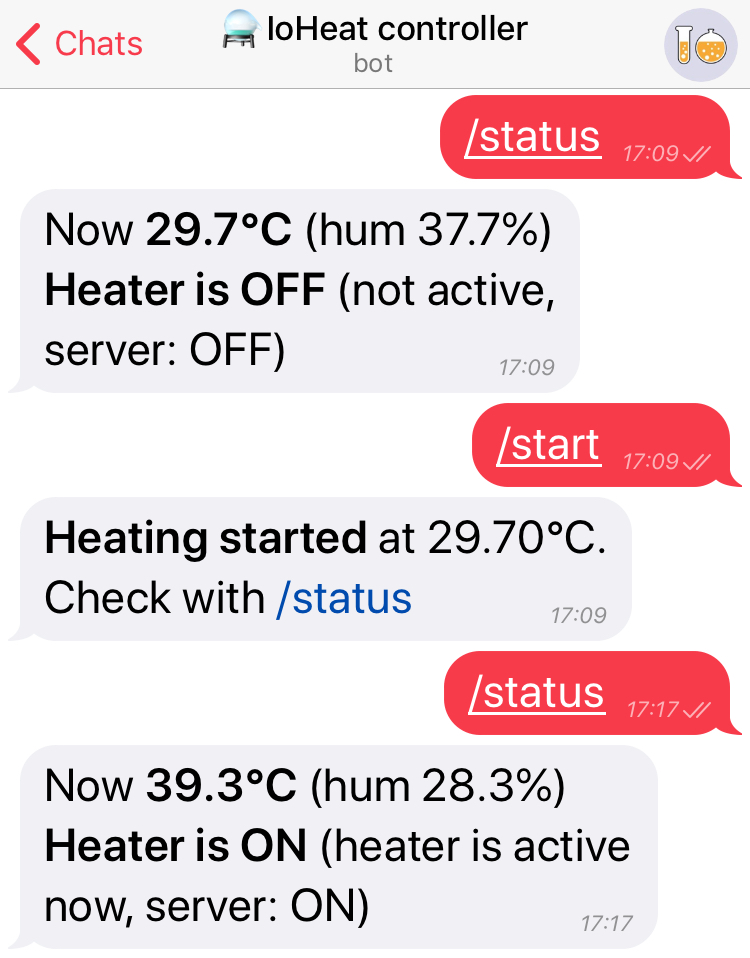 Chats
IoHeat controller
bot
/status 17:09
Now 29.7°C (hum 37.7%)
Heater is OFF (not active,
server: OFF) 17:09
/start 17:09
Heating started at 29.70°C.
Check with /status 17:09
/status 17:17
Now 39.3°C (hum 28.3%)
Heater is ON (heater is active
now, server: ON) 17:17